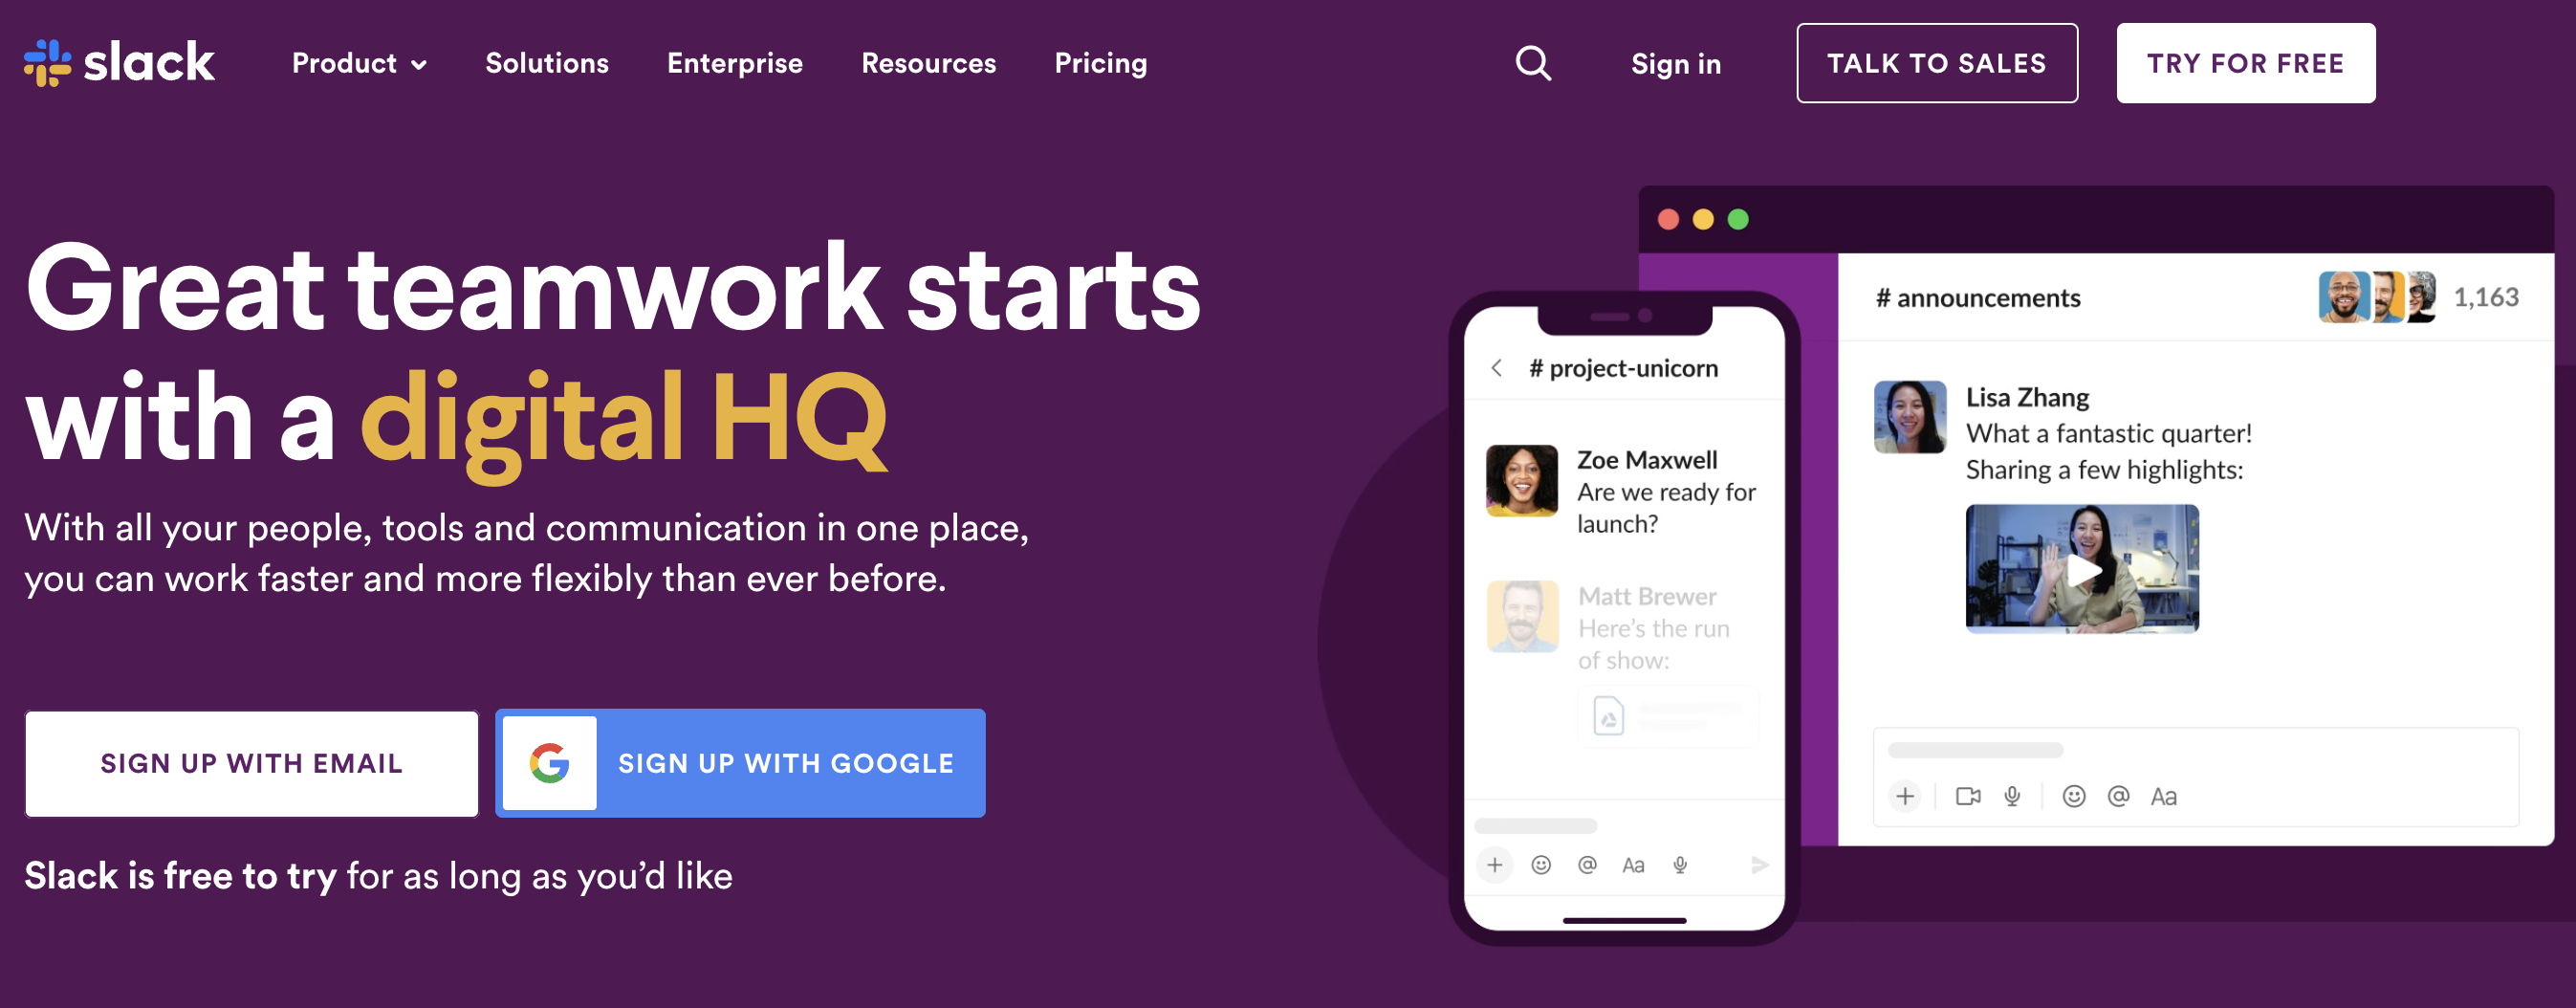 slack
Product
Solutions
Enterprise
Resources
Pricing
Sign in
TALK TO SALES
TRY FOR FREE
Great teamwork starts
with a digital HQ
With all your people, tools and communication in one place,
you can work faster and more flexibly than ever before.
SIGN UP WITH EMAIL
SIGN UP WITH GOOGLE
Slack is free to try for as long as you’d like
# project-unicorn
Zoe Maxwell
Are we ready for
launch?
Matt Brewer
Here’s the run
of show:
Aa
# announcements
1,163
Lisa Zhang
What a fantastic quarter!
Sharing a few highlights:
Aa